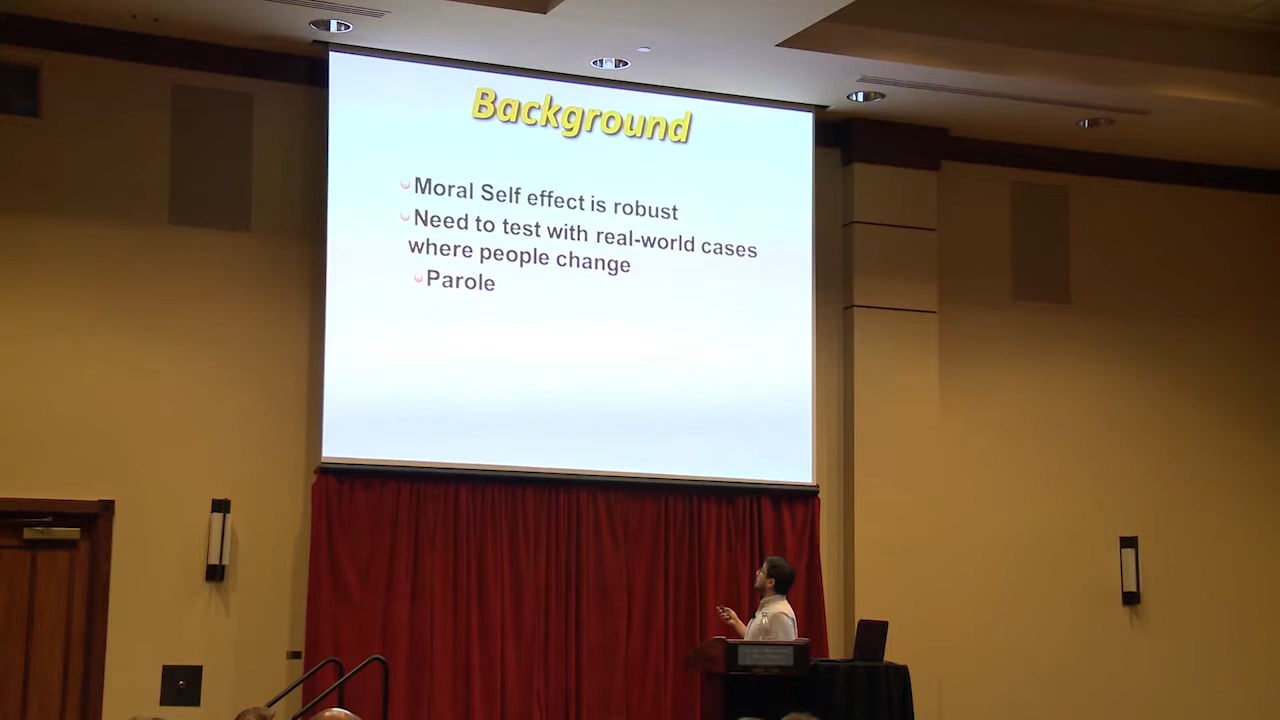 Background
Moral Self effect is robust
Need to test with real-world cases
where people change
Parole